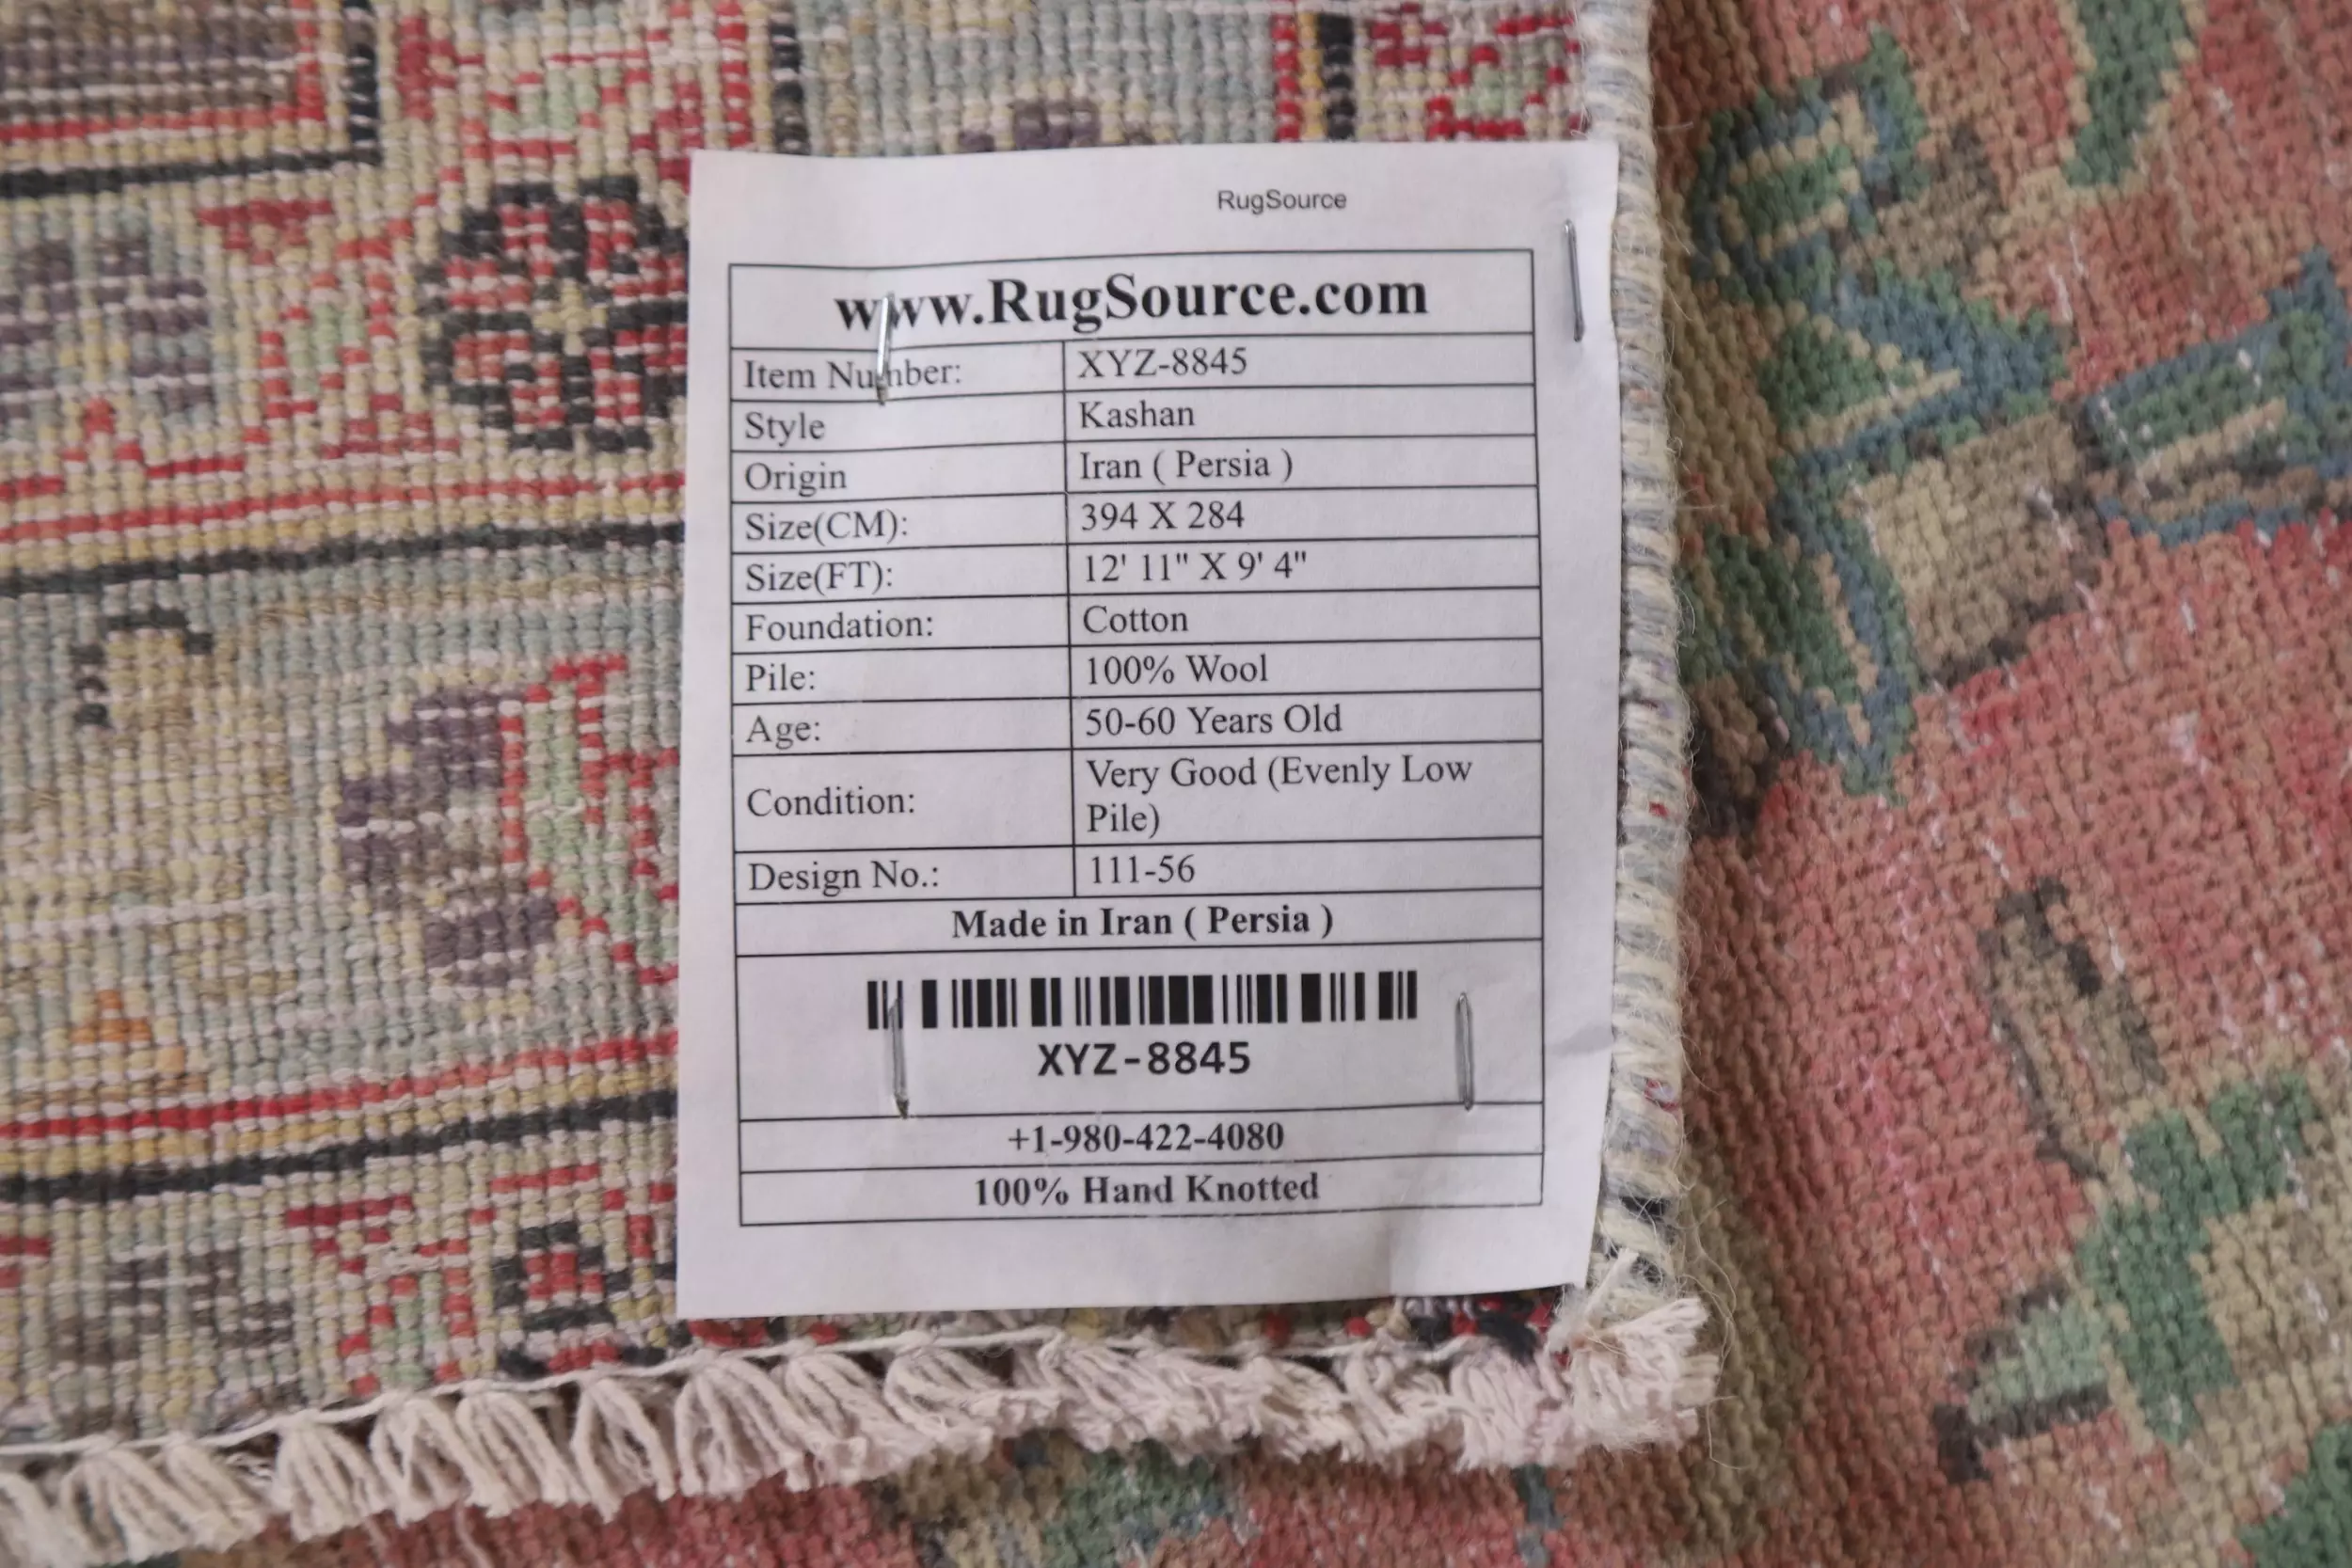 RugSource
www.RugSource.com
Item Number: XYZ-8845
Style Kashan
Origin Iran ( Persia )
Size(CM): 394 X 284
Size(FT): 12' 11" X 9' 4"
Foundation: Cotton
Pile: 100% Wool
Age: 50-60 Years Old
Condition: Very Good (Evenly Low
Pile)
Design No.: 111-56
Made in Iran ( Persia )
XYZ-8845
+1-980-422-4080
100% Hand Knotted